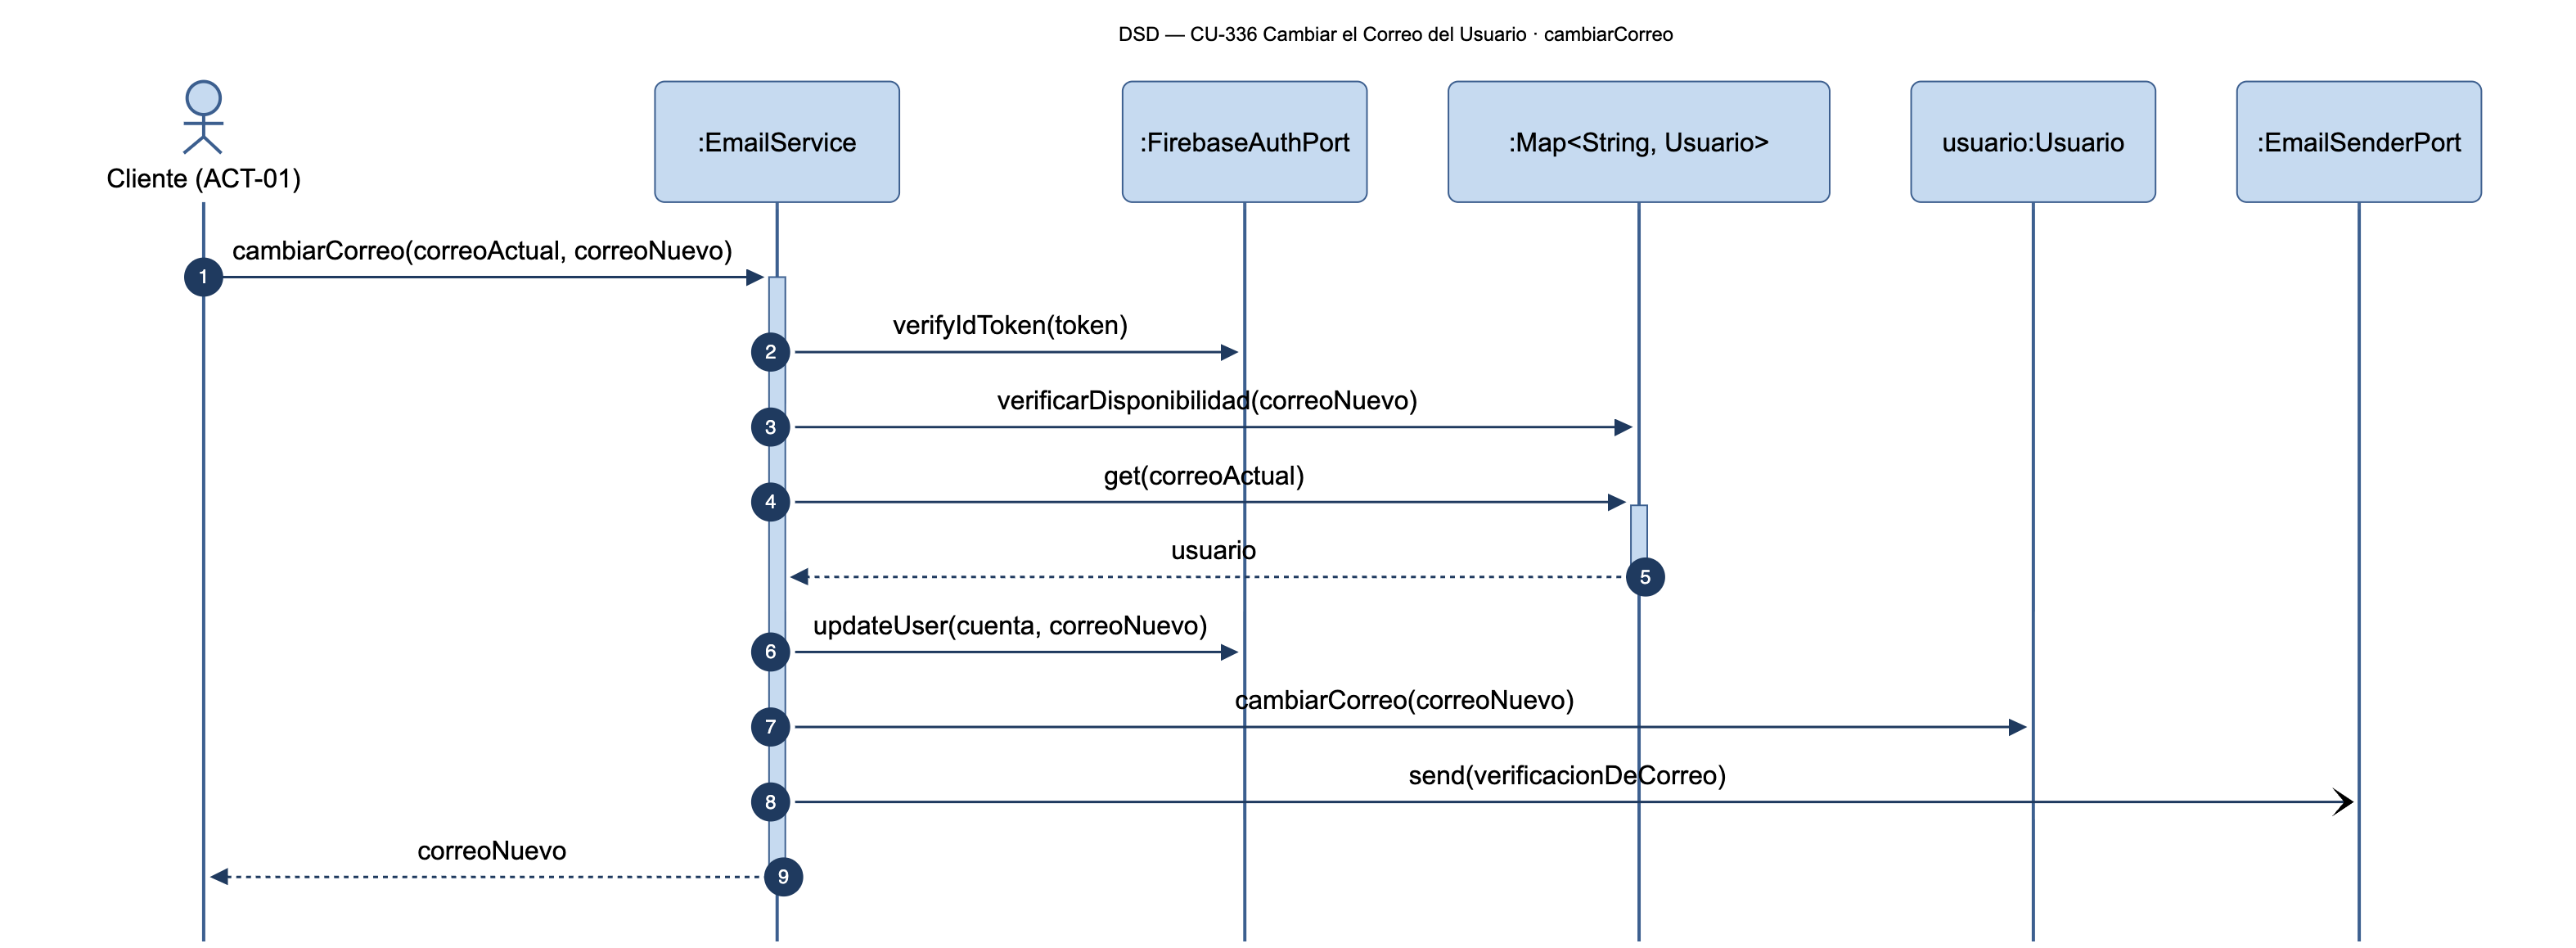 DSD — CU-336 Cambiar el Correo del Usuario · cambiarCorreo
Cliente (ACT-01)
:EmailService
:FirebaseAuthPort
:Map<String, Usuario>
usuario:Usuario
:EmailSenderPort
cambiarCorreo(correoActual, correoNuevo)
1
verifyIdToken(token)
2
verificarDisponibilidad(correoNuevo)
3
get(correoActual)
4
usuario
5
updateUser(cuenta, correoNuevo)
6
cambiarCorreo(correoNuevo)
7
send(verificacionDeCorreo)
8
correoNuevo
9